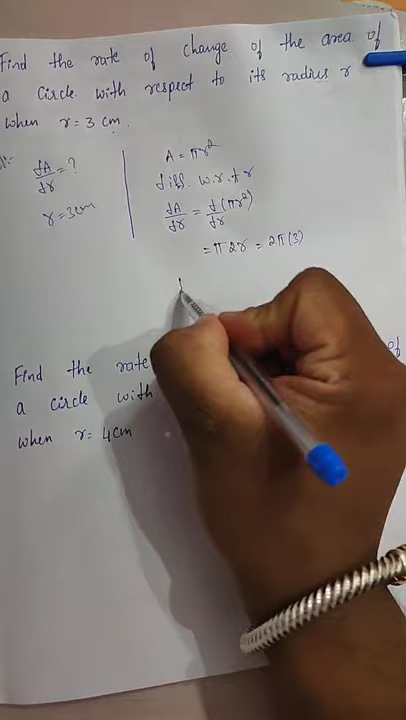 Find the rate of change of the area of
a circle with respect to its radius r
when r = 3 cm.
dA/dr = ?
r = 3cm
A = πr²
diff. w.r.t r
dA/dr = d/dr (πr²)
= π 2r = 2π(3)
Find the rate of
a circle with
when r = 4cm